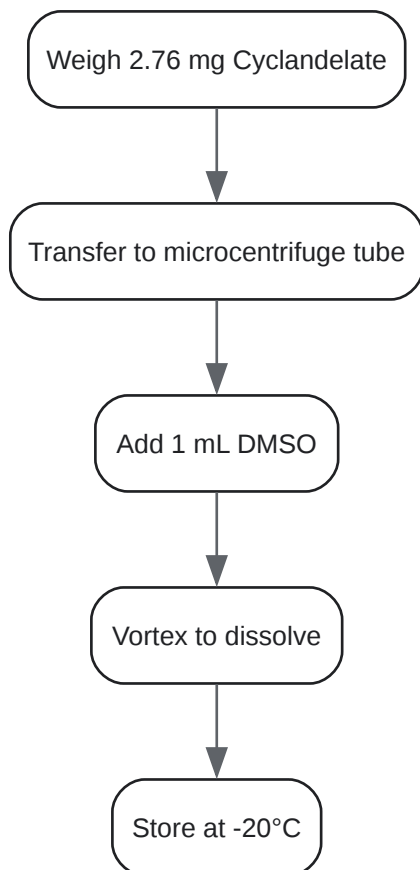 Weigh 2.76 mg Cyclandelate
Transfer to microcentrifuge tube
Add 1 mL DMSO
Vortex to dissolve
Store at -20°C